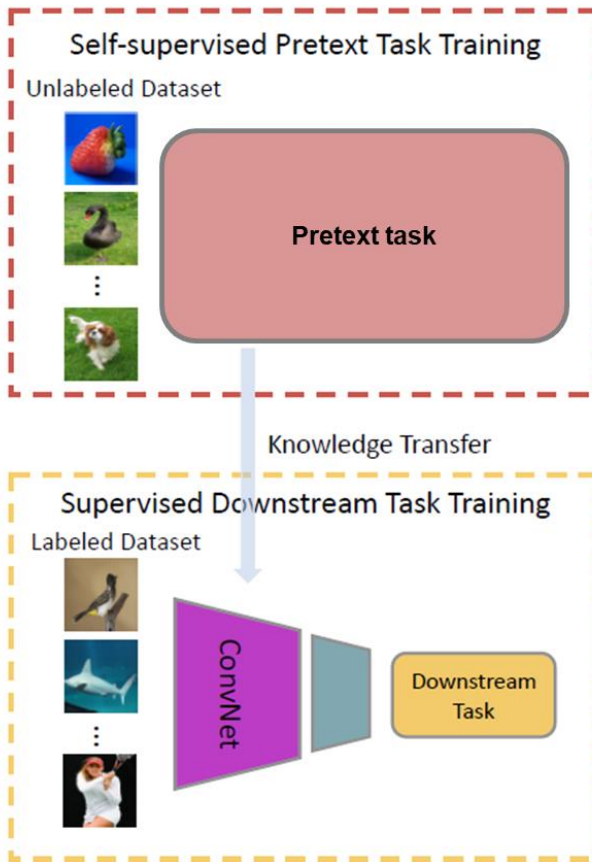 Self-supervised Pretext Task Training
Unlabeled Dataset
Pretext task
...
Knowledge Transfer
Supervised Downstream Task Training
Labeled Dataset
ConvNet
Downstream
Task
...